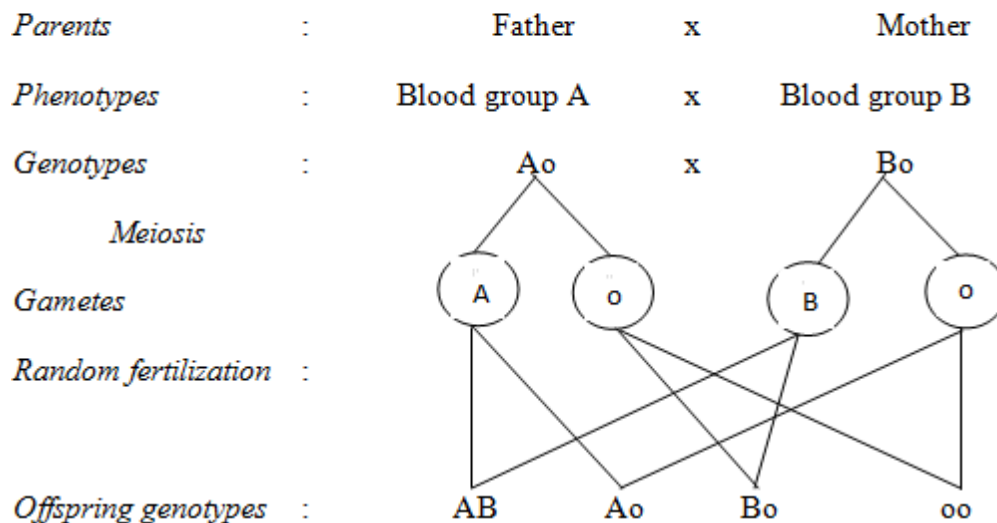 Parents : Father x Mother
Phenotypes : Blood group A x Blood group B
Genotypes : Ao x Bo
Meiosis
A o B o
Gametes
Random fertilization :
Offspring genotypes : AB Ao Bo oo